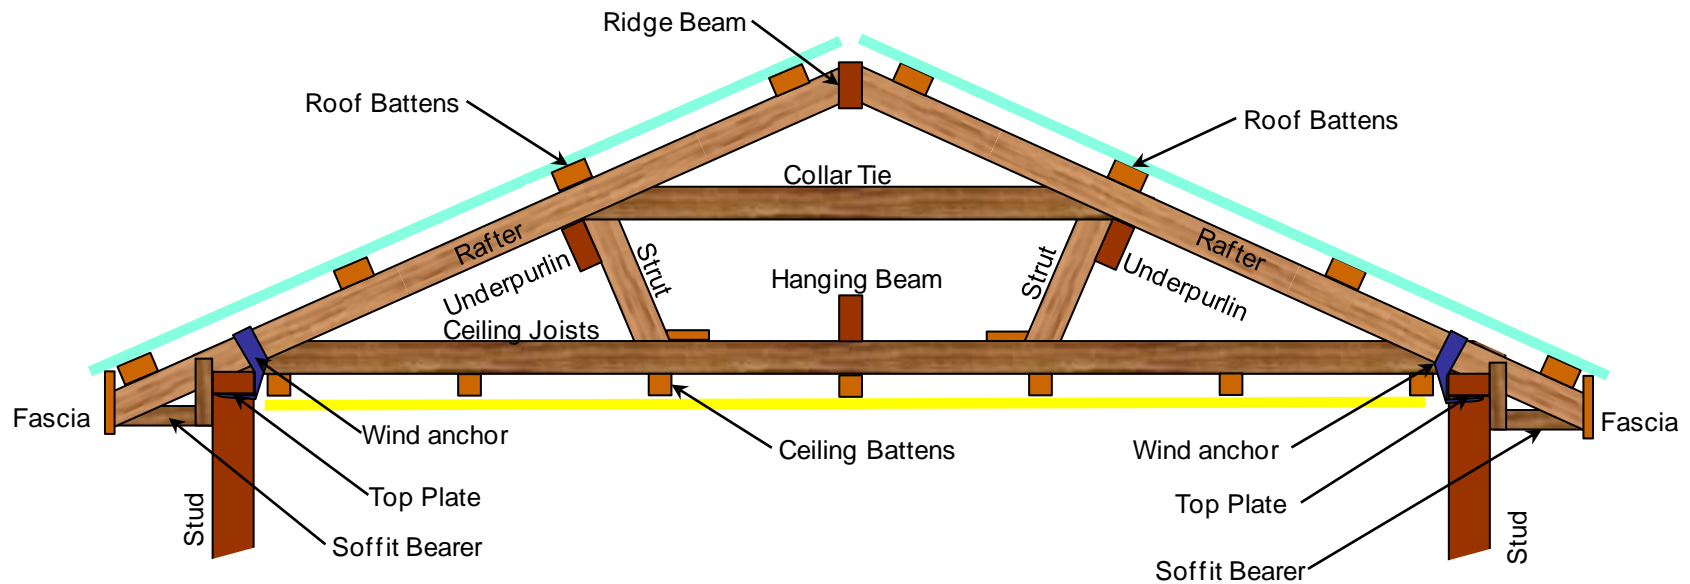 Ridge Beam
Roof Battens
Roof Battens
Collar Tie
Rafter
Rafter
Strut
Strut
Underpurlin
Underpurlin
Hanging Beam
Ceiling Joists
Fascia
Fascia
Wind anchor
Wind anchor
Ceiling Battens
Top Plate
Top Plate
Stud
Stud
Soffit Bearer
Soffit Bearer